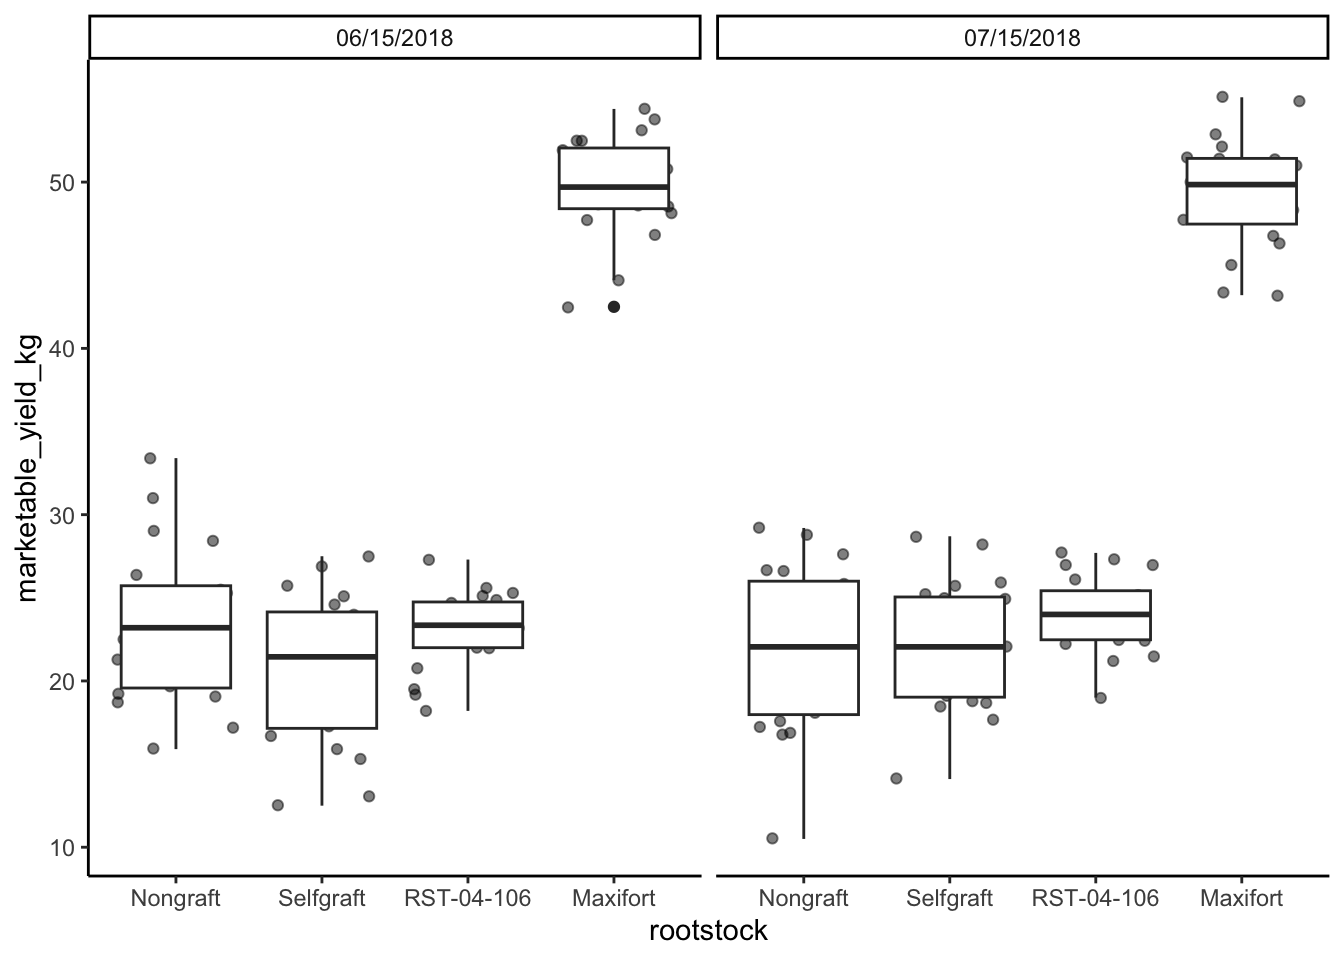 06/15/2018
07/15/2018
marketable_yield_kg
50
40
30
20
10
Nongraft Selfgraft RST-04-106 Maxifort
Nongraft Selfgraft RST-04-106 Maxifort
rootstock